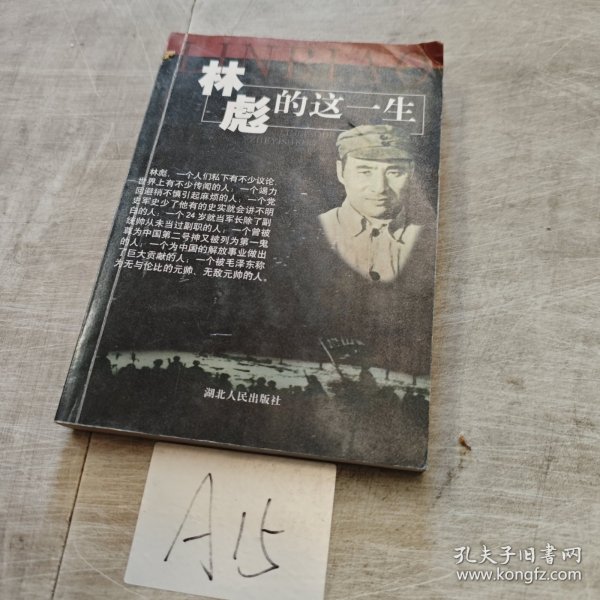 LINBIAO
林彪
的这一生
林彪，一个人们私下有不少议论，
世界上有不少传闻的人；一个竭力
回避稍不慎引起麻烦的人；一个党
史军史少了他有的史实就会讲不明
白的人；一个24岁就当军长除了副
统帅从未当过副职的人；一个曾被
尊为中国第二号神又被列为第一鬼
的人；一个为中国的解放事业做出
了巨大贡献的人；一个被毛泽东称
为无与伦比的元帅、无敌元帅的人。
湖北人民出版社
A15
孔夫子旧书网
www.kongfz.com